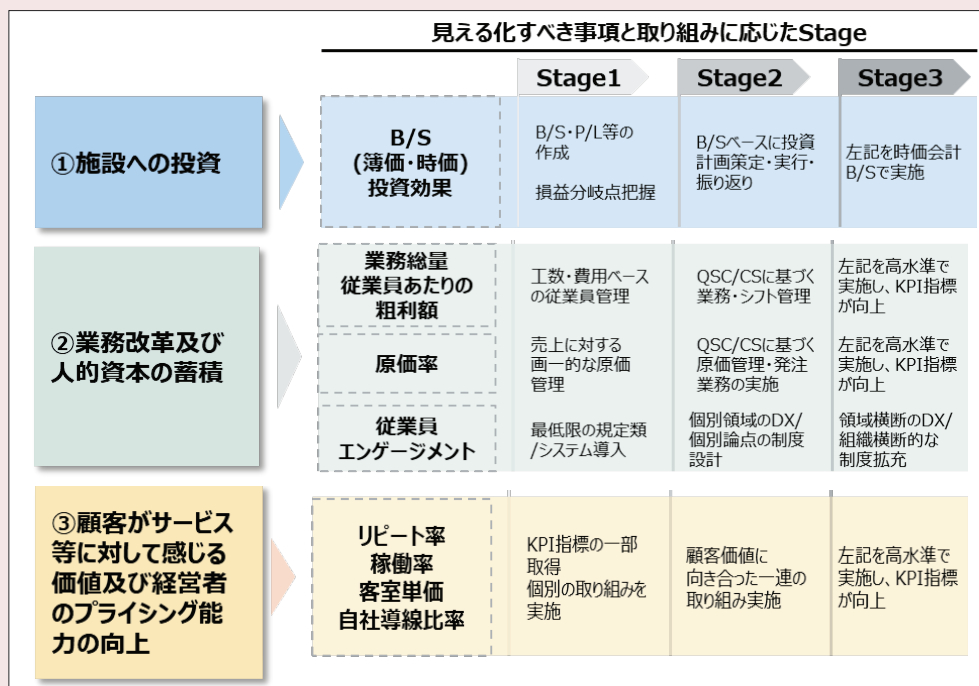 見える化すべき事項と取り組みに応じたStage
Stage1
Stage2
Stage3
①施設への投資
B/S
(薄価・時価)
投資効果
B/S・P/L等の
作成
損益分岐点把握
B/Sベースに投資
計画策定・実行・
振り返り
左記を時価会計
B/Sで実施
②業務改革及び
人的資本の蓄積
業務総量
従業員あたりの
粗利額
工数・費用ベース
の従業員管理
QSC/CSに基づく
業務・シフト管理
左記を高水準で
実施し、KPI指標
が向上
原価率
売上に対する
画一的な原価
管理
QSC/CSに基づく
原価管理・発注
業務の実施
左記を高水準で
実施し、KPI指標
が向上
従業員
エンゲージメント
最低限の規定類
/システム導入
個別領域のDX/
個別論点の制度
設計
領域横断のDX/
組織横断的な
制度拡充
③顧客がサービス
等に対して感じる
価値及び経営者
のプライシング能
力の向上
リピート率
稼働率
客室単価
自社導線比率
KPI指標の一部
取得
個別の取り組みを
実施
顧客価値に
向き合った一連の
取り組み実施
左記を高水準で
実施し、KPI指標
が向上